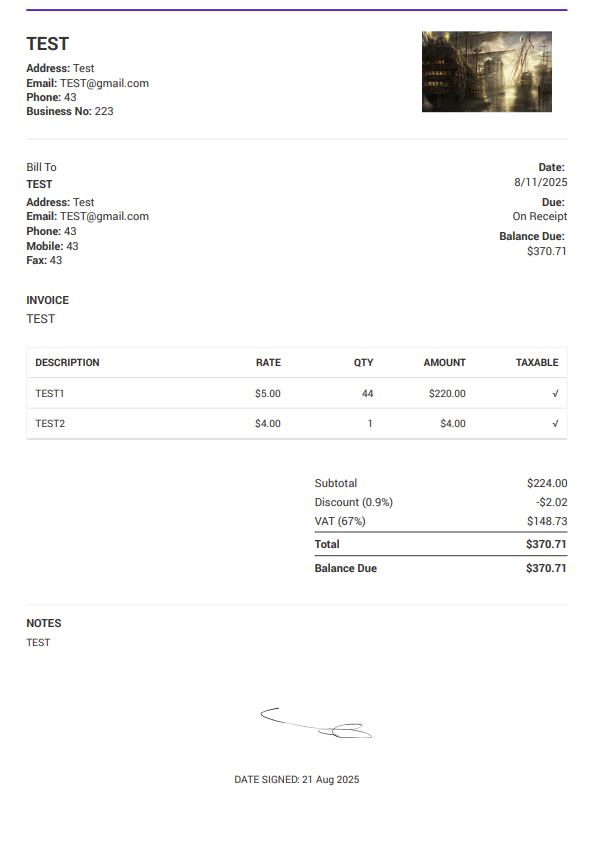 TEST
Address: Test
Email: TEST@gmail.com
Phone: 43
Business No: 223
Bill To
TEST
Address: Test
Email: TEST@gmail.com
Phone: 43
Mobile: 43
Fax: 43
Date:
8/11/2025
Due:
On Receipt
Balance Due:
$370.71
INVOICE
TEST
DESCRIPTION RATE QTY AMOUNT TAXABLE
TEST1 $5.00 44 $220.00 √
TEST2 $4.00 1 $4.00 √
Subtotal $224.00
Discount (0.9%) -$2.02
VAT (67%) $148.73
Total $370.71
Balance Due $370.71
NOTES
TEST
DATE SIGNED: 21 Aug 2025